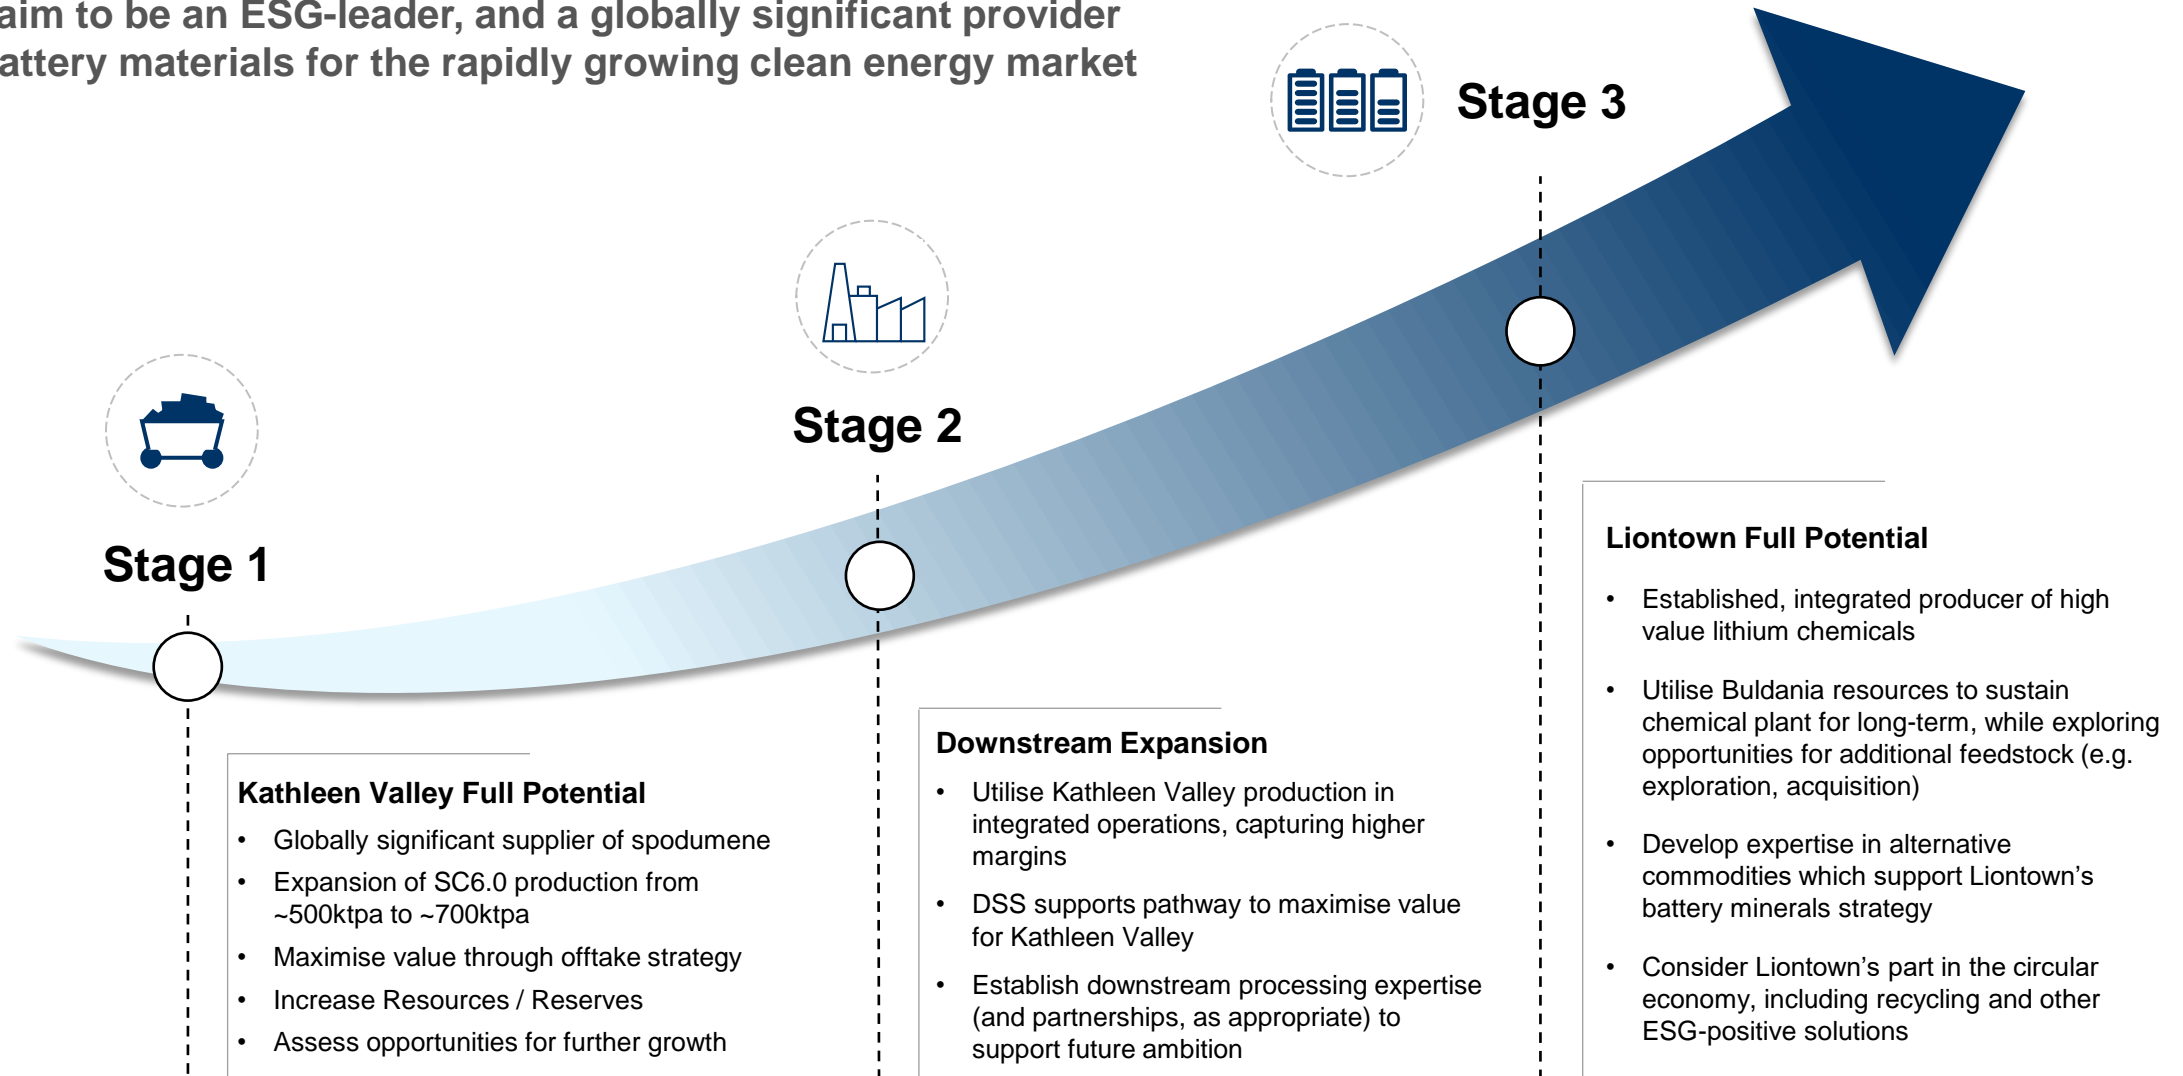 aim to be an ESG-leader, and a globally significant provider
attery materials for the rapidly growing clean energy market
Stage 1
Kathleen Valley Full Potential
• Globally significant supplier of spodumene
• Expansion of SC6.0 production from
~500ktpa to ~700ktpa
• Maximise value through offtake strategy
• Increase Resources / Reserves
• Assess opportunities for further growth
Stage 2
Downstream Expansion
• Utilise Kathleen Valley production in
integrated operations, capturing higher
margins
• DSS supports pathway to maximise value
for Kathleen Valley
• Establish downstream processing expertise
(and partnerships, as appropriate) to
support future ambition
Stage 3
Liontown Full Potential
• Established, integrated producer of high
value lithium chemicals
• Utilise Buldania resources to sustain
chemical plant for long-term, while exploring
opportunities for additional feedstock (e.g.
exploration, acquisition)
• Develop expertise in alternative
commodities which support Liontown’s
battery minerals strategy
• Consider Liontown’s part in the circular
economy, including recycling and other
ESG-positive solutions